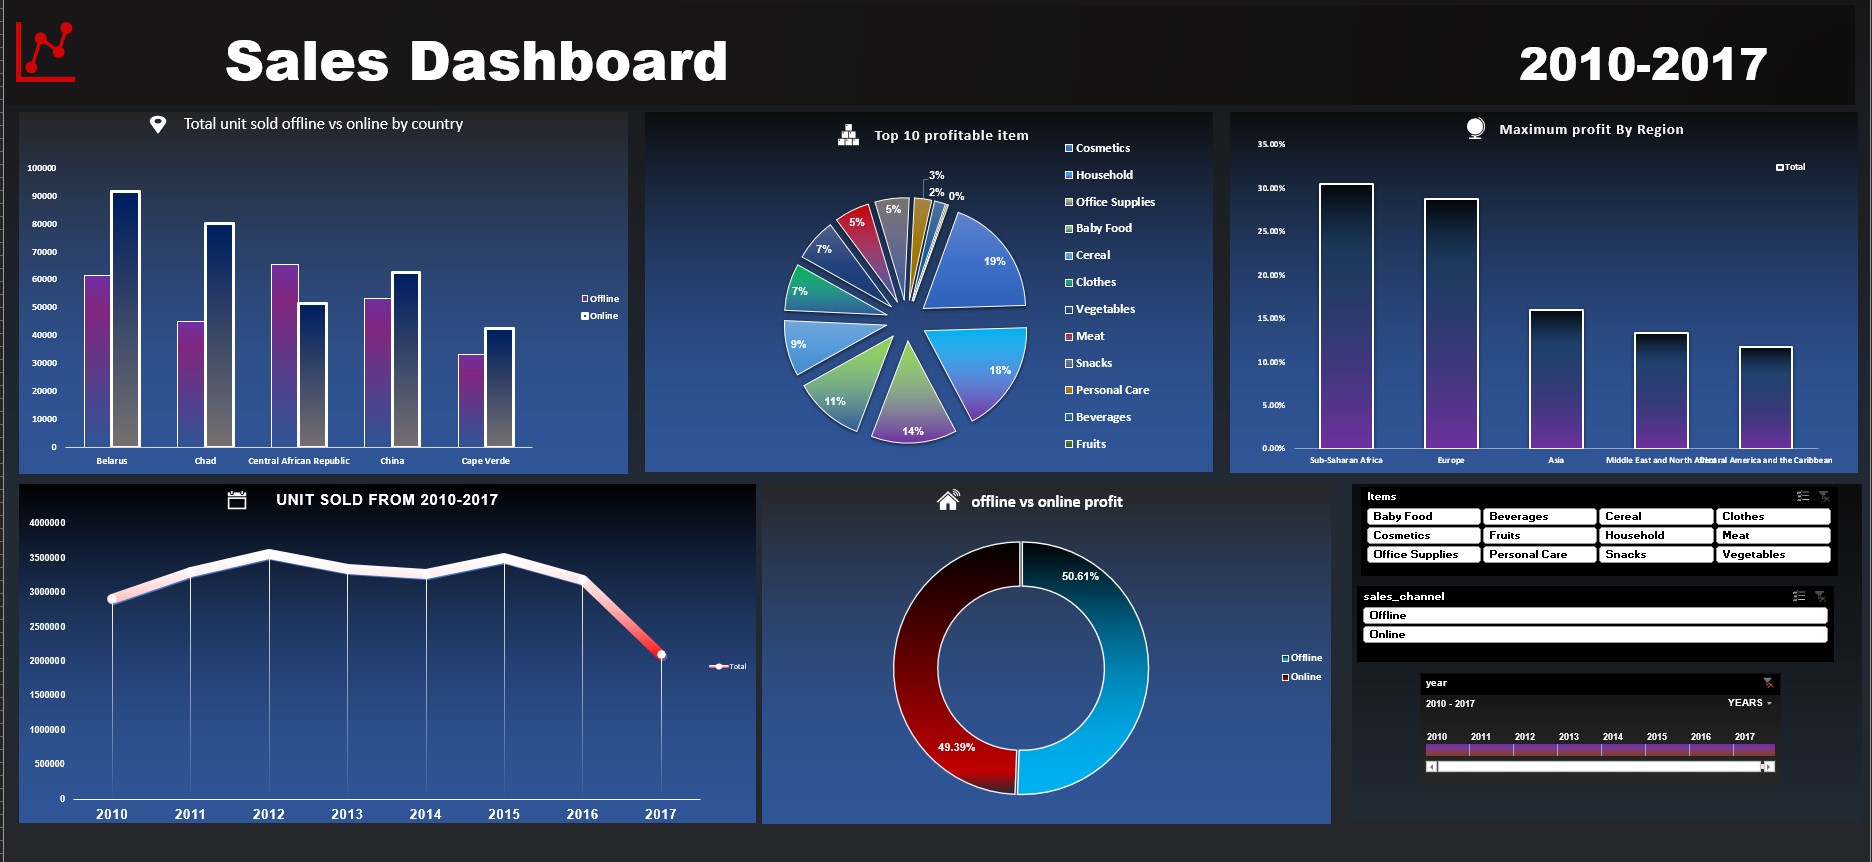 Sales Dashboard
2010-2017
Total unit sold offline vs online by country
100000
90000
80000
70000
60000
50000
40000
30000
20000
10000
0
Belarus
Chad
Central African Republic
China
Cape Verde
Offline
Online
Top 10 profitable item
3%
2%
0%
5%
5%
19%
7%
7%
9%
18%
11%
14%
Cosmetics
Household
Office Supplies
Baby Food
Cereal
Clothes
Vegetables
Meat
Snacks
Personal Care
Beverages
Fruits
Maximum profit By Region
35.00%
30.00%
25.00%
20.00%
15.00%
10.00%
5.00%
0.00%
Total
Sub-Saharan Africa
Europe
Asia
Middle East and North Africa
Central America and the Caribbean
UNIT SOLD FROM 2010-2017
4000000
3500000
3000000
2500000
2000000
1500000
1000000
500000
0
2010
2011
2012
2013
2014
2015
2016
2017
Total
offline vs online profit
50.61%
49.39%
Offline
Online
Items
Baby Food
Beverages
Cereal
Clothes
Cosmetics
Fruits
Household
Meat
Office Supplies
Personal Care
Snacks
Vegetables
sales_channel
Offline
Online
year
2010 - 2017
YEARS
2010
2011
2012
2013
2014
2015
2016
2017